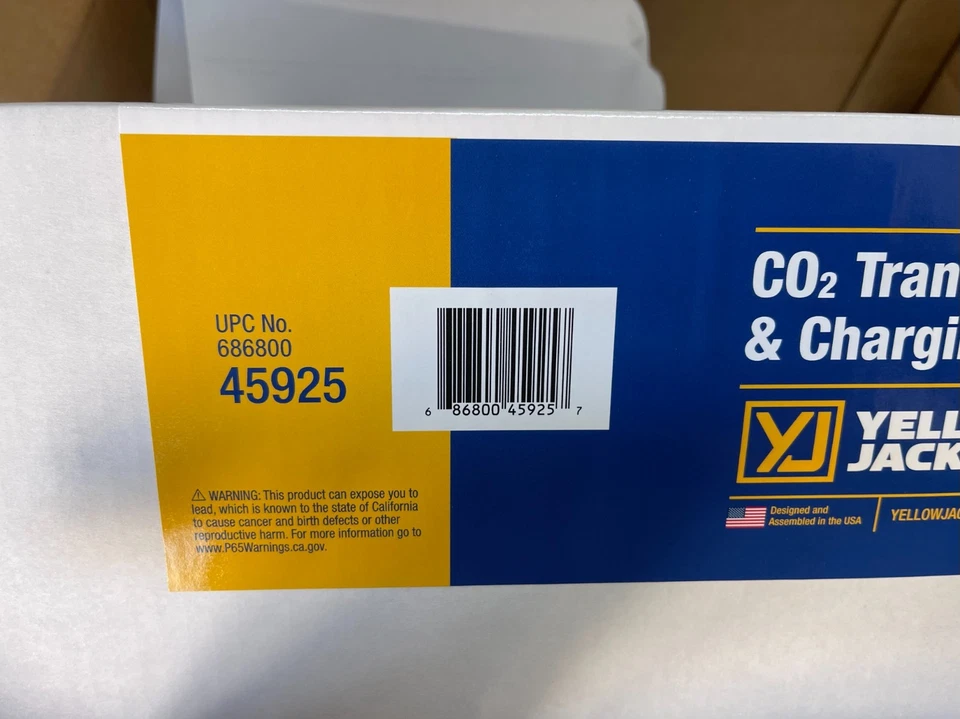 UPC No.
686800
45925
6 86800 45925 7
⚠ WARNING: This product can expose you to
lead, which is known to the state of California
to cause cancer and birth defects or other
reproductive harm. For more information go to
www.P65Warnings.ca.gov.
CO₂ Tran
& Chargi
YJ YELL
JACK
Designed and
Assembled in the USA
YELLOWJA